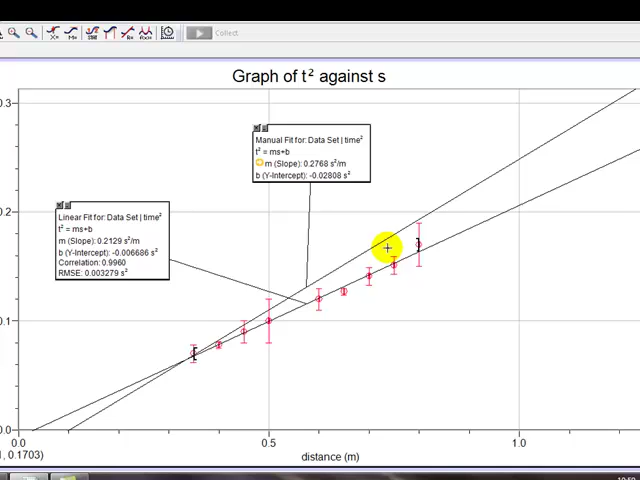 Collect
Graph of t² against s
0.3
Manual Fit for: Data Set | time²
t² = ms+b
m (Slope): 0.2768 s²/m
b (Y-Intercept): -0.02808 s²
Linear Fit for: Data Set | time²
t² = ms+b
m (Slope): 0.2129 s²/m
b (Y-Intercept): -0.006686 s²
Correlation: 0.9960
RMSE: 0.003279 s²
0.2
0.1
0.0
0.0
0.5
1.0
distance (m)
, 0.1703)